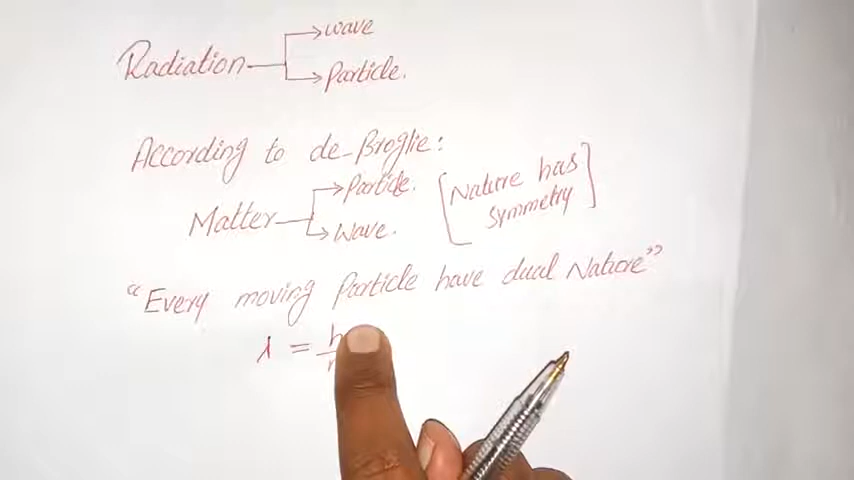 Radiation → wave
→ Particle.
According to de-Broglie:
Matter → Particle.
→ Wave.
[Nature has
symmetry]
“Every moving Particle have dual Nature”
λ = h